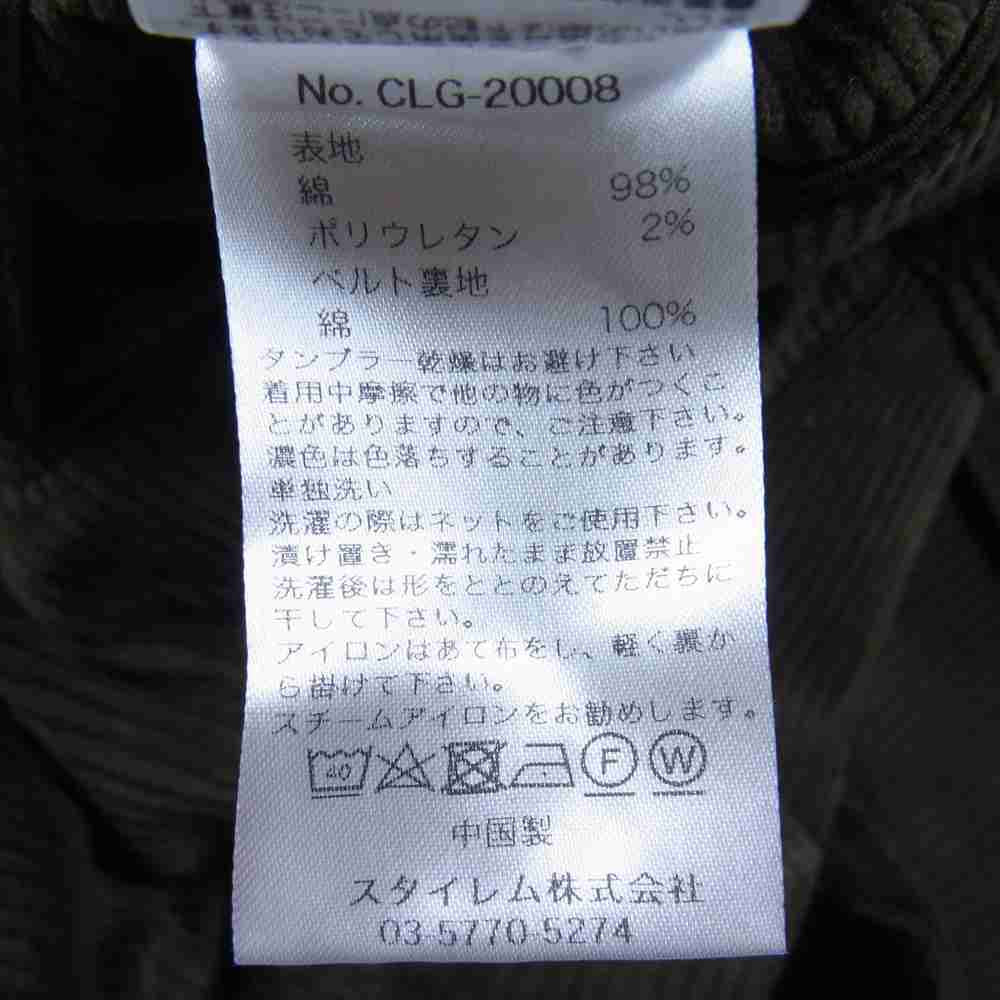 No. CLG-20008
表地
綿 98%
ポリウレタン 2%
ベルト裏地
綿 100%
タンブラー乾燥はお避け下さい
着用中摩擦で他の物に色がつくこ
とがありますので、ご注意下さい。
濃色は色落ちすることがあります。
単独洗い
洗濯の際はネットをご使用下さい。
漬け置き・濡れたまま放置禁止
洗濯後は形をととのえてただちに
干して下さい。
アイロンはあて布をし、軽く裏か
ら掛けて下さい。
スチームアイロンをお勧めします。
40 F W
中国製
スタイレム株式会社
03-5770-5274